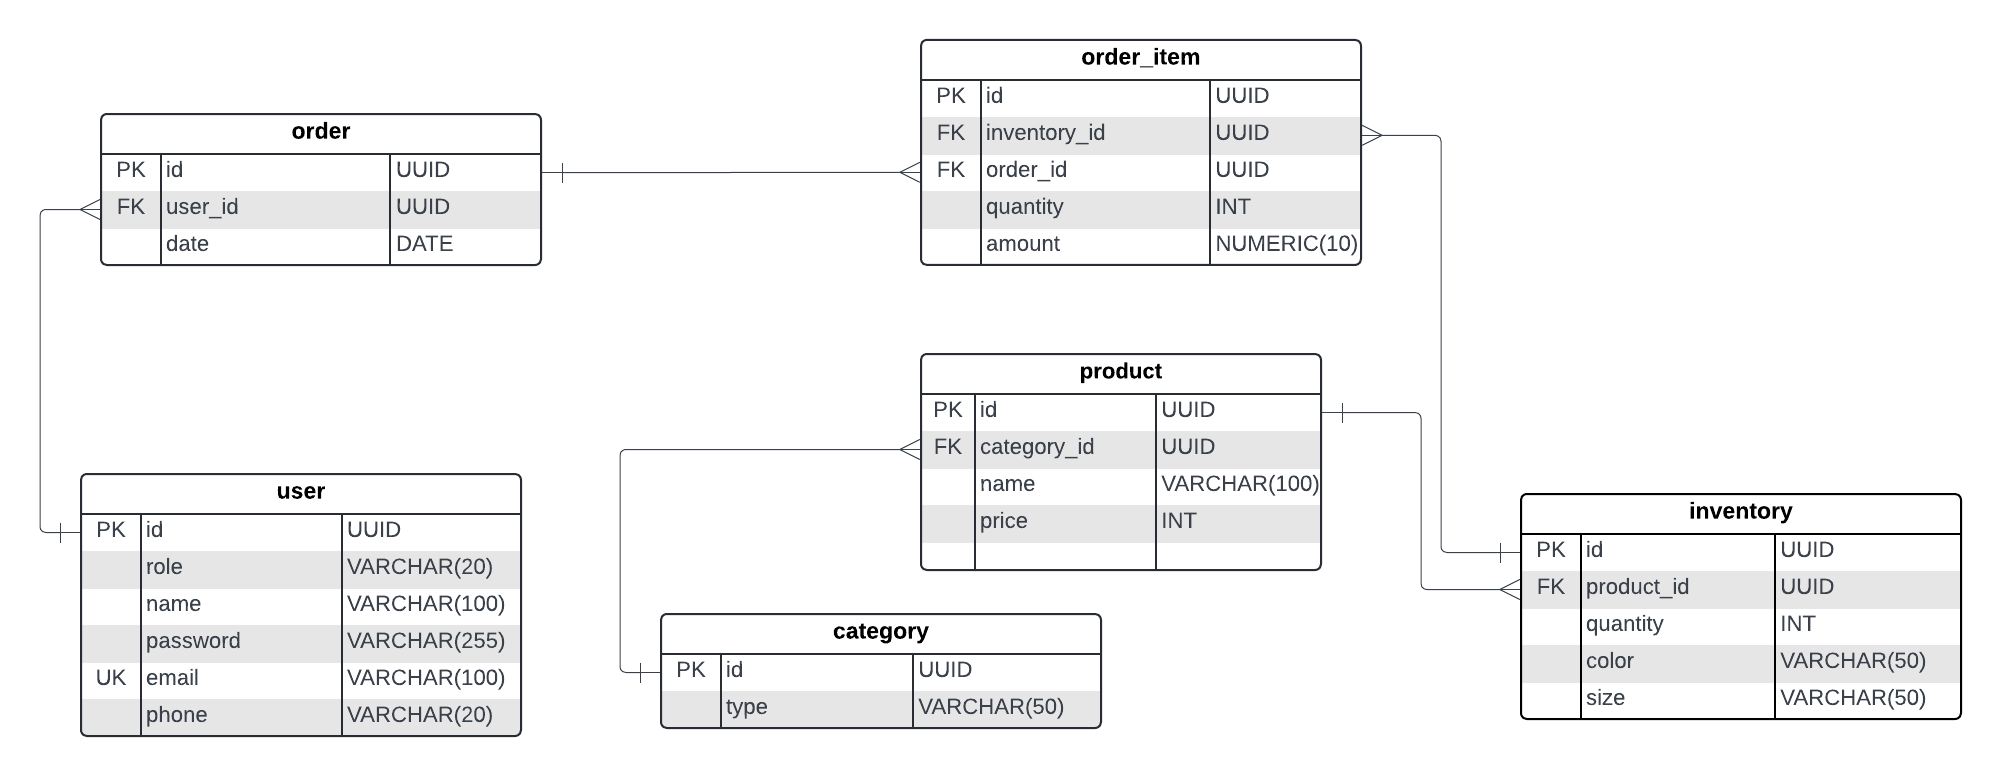 order_item
PK id UUID
FK inventory_id UUID
FK order_id UUID
quantity INT
amount NUMERIC(10)
order
PK id UUID
FK user_id UUID
date DATE
product
PK id UUID
FK category_id UUID
name VARCHAR(100)
price INT
user
PK id UUID
role VARCHAR(20)
name VARCHAR(100)
password VARCHAR(255)
UK email VARCHAR(100)
phone VARCHAR(20)
category
PK id UUID
type VARCHAR(50)
inventory
PK id UUID
FK product_id UUID
quantity INT
color VARCHAR(50)
size VARCHAR(50)